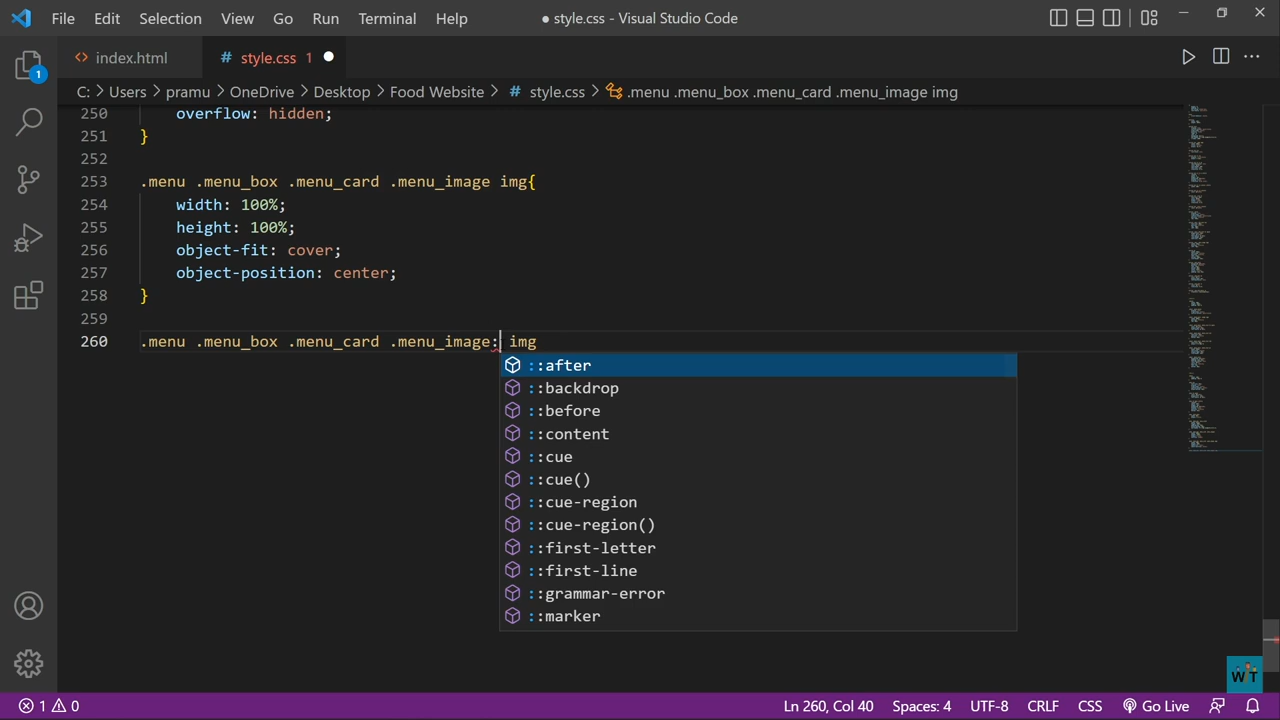 File Edit Selection View Go Run Terminal Help ● style.css - Visual Studio Code
1
<> index.html # style.css 1 ●
C: > Users > pramu > OneDrive > Desktop > Food Website > # style.css > .menu .menu_box .menu_card .menu_image img
250 overflow: hidden;
251 }
252
253 .menu .menu_box .menu_card .menu_image img{
254 width: 100%;
255 height: 100%;
256 object-fit: cover;
257 object-position: center;
258 }
259
260 .menu .menu_box .menu_card .menu_image: img
::after
::backdrop
::before
::content
::cue
::cue()
::cue-region
::cue-region()
::first-letter
::first-line
::grammar-error
::marker
WT
1 0 Ln 260, Col 40 Spaces: 4 UTF-8 CRLF CSS Go Live